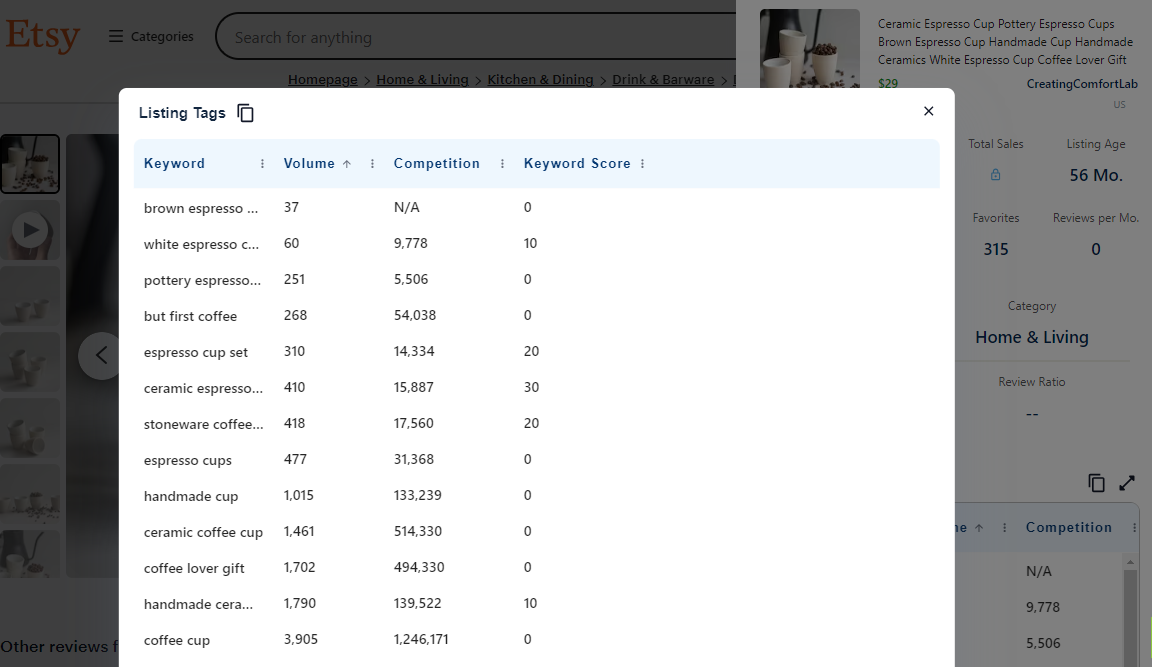 Etsy
Categories
Search for anything
Homepage > Home & Living > Kitchen & Dining > Drink & Barware >
Ceramic Espresso Cup Pottery Espresso Cups
Brown Espresso Cup Handmade Cup Handmade
Ceramics White Espresso Cup Coffee Lover Gift
$29
CreatingComfortLab
US
Total Sales
Listing Age
56 Mo.
Favorites
Reviews per Mo.
315
0
Category
Home & Living
Review Ratio
--
Listing Tags
Keyword Volume Competition Keyword Score
brown espresso ... 37 N/A 0
white espresso c... 60 9,778 10
pottery espresso... 251 5,506 0
but first coffee 268 54,038 0
espresso cup set 310 14,334 20
ceramic espresso... 410 15,887 30
stoneware coffee... 418 17,560 20
espresso cups 477 31,368 0
handmade cup 1,015 133,239 0
ceramic coffee cup 1,461 514,330 0
coffee lover gift 1,702 494,330 0
handmade cera... 1,790 139,522 10
coffee cup 3,905 1,246,171 0
Competition
N/A
9,778
5,506
Other reviews f